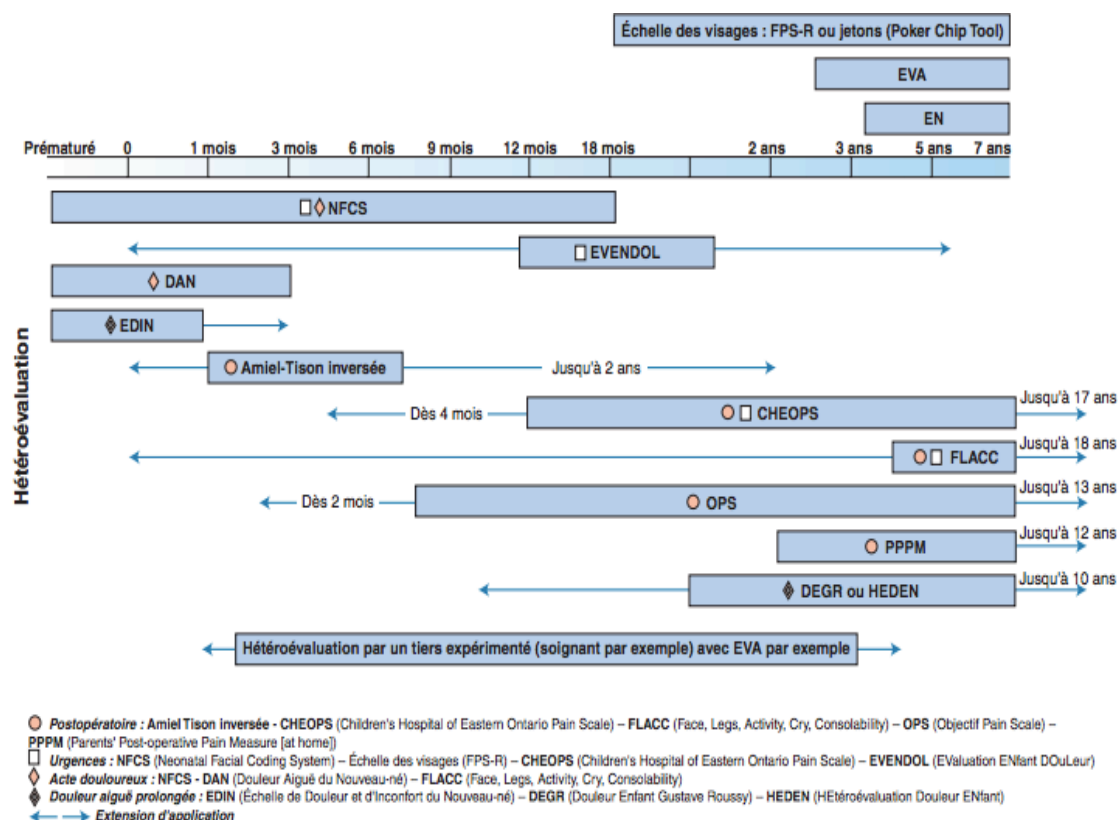 Échelle des visages : FPS-R ou jetons (Poker Chip Tool)
EVA
EN
Prématuré 0 1 mois 3 mois 6 mois 9 mois 12 mois 18 mois 2 ans 3 ans 5 ans 7 ans
Hétéroévaluation
NFCS
EVENDOL
DAN
EDIN
Amiel-Tison inversée Jusqu'à 2 ans
Dès 4 mois CHEOPS Jusqu'à 17 ans
FLACC Jusqu'à 18 ans
Dès 2 mois OPS Jusqu'à 13 ans
PPPM Jusqu'à 12 ans
DEGR ou HEDEN Jusqu'à 10 ans
Hétéroévaluation par un tiers expérimenté (soignant par exemple) avec EVA par exemple
Postopératoire : Amiel Tison inversée - CHEOPS (Children's Hospital of Eastern Ontario Pain Scale) – FLACC (Face, Legs, Activity, Cry, Consolability) – OPS (Objectif Pain Scale) –
PPPM (Parents' Post-operative Pain Measure [at home])
Urgences : NFCS (Neonatal Facial Coding System) – Échelle des visages (FPS-R) – CHEOPS (Children's Hospital of Eastern Ontario Pain Scale) – EVENDOL (EValuation ENfant DOuLeur)
Acte douloureux : NFCS - DAN (Douleur Aiguë du Nouveau-né) – FLACC (Face, Legs, Activity, Cry, Consolability)
Douleur aiguë prolongée : EDIN (Échelle de Douleur et d'Inconfort du Nouveau-né) – DEGR (Douleur Enfant Gustave Roussy) – HEDEN (HEtéroévaluation Douleur ENfant)
Extension d'application